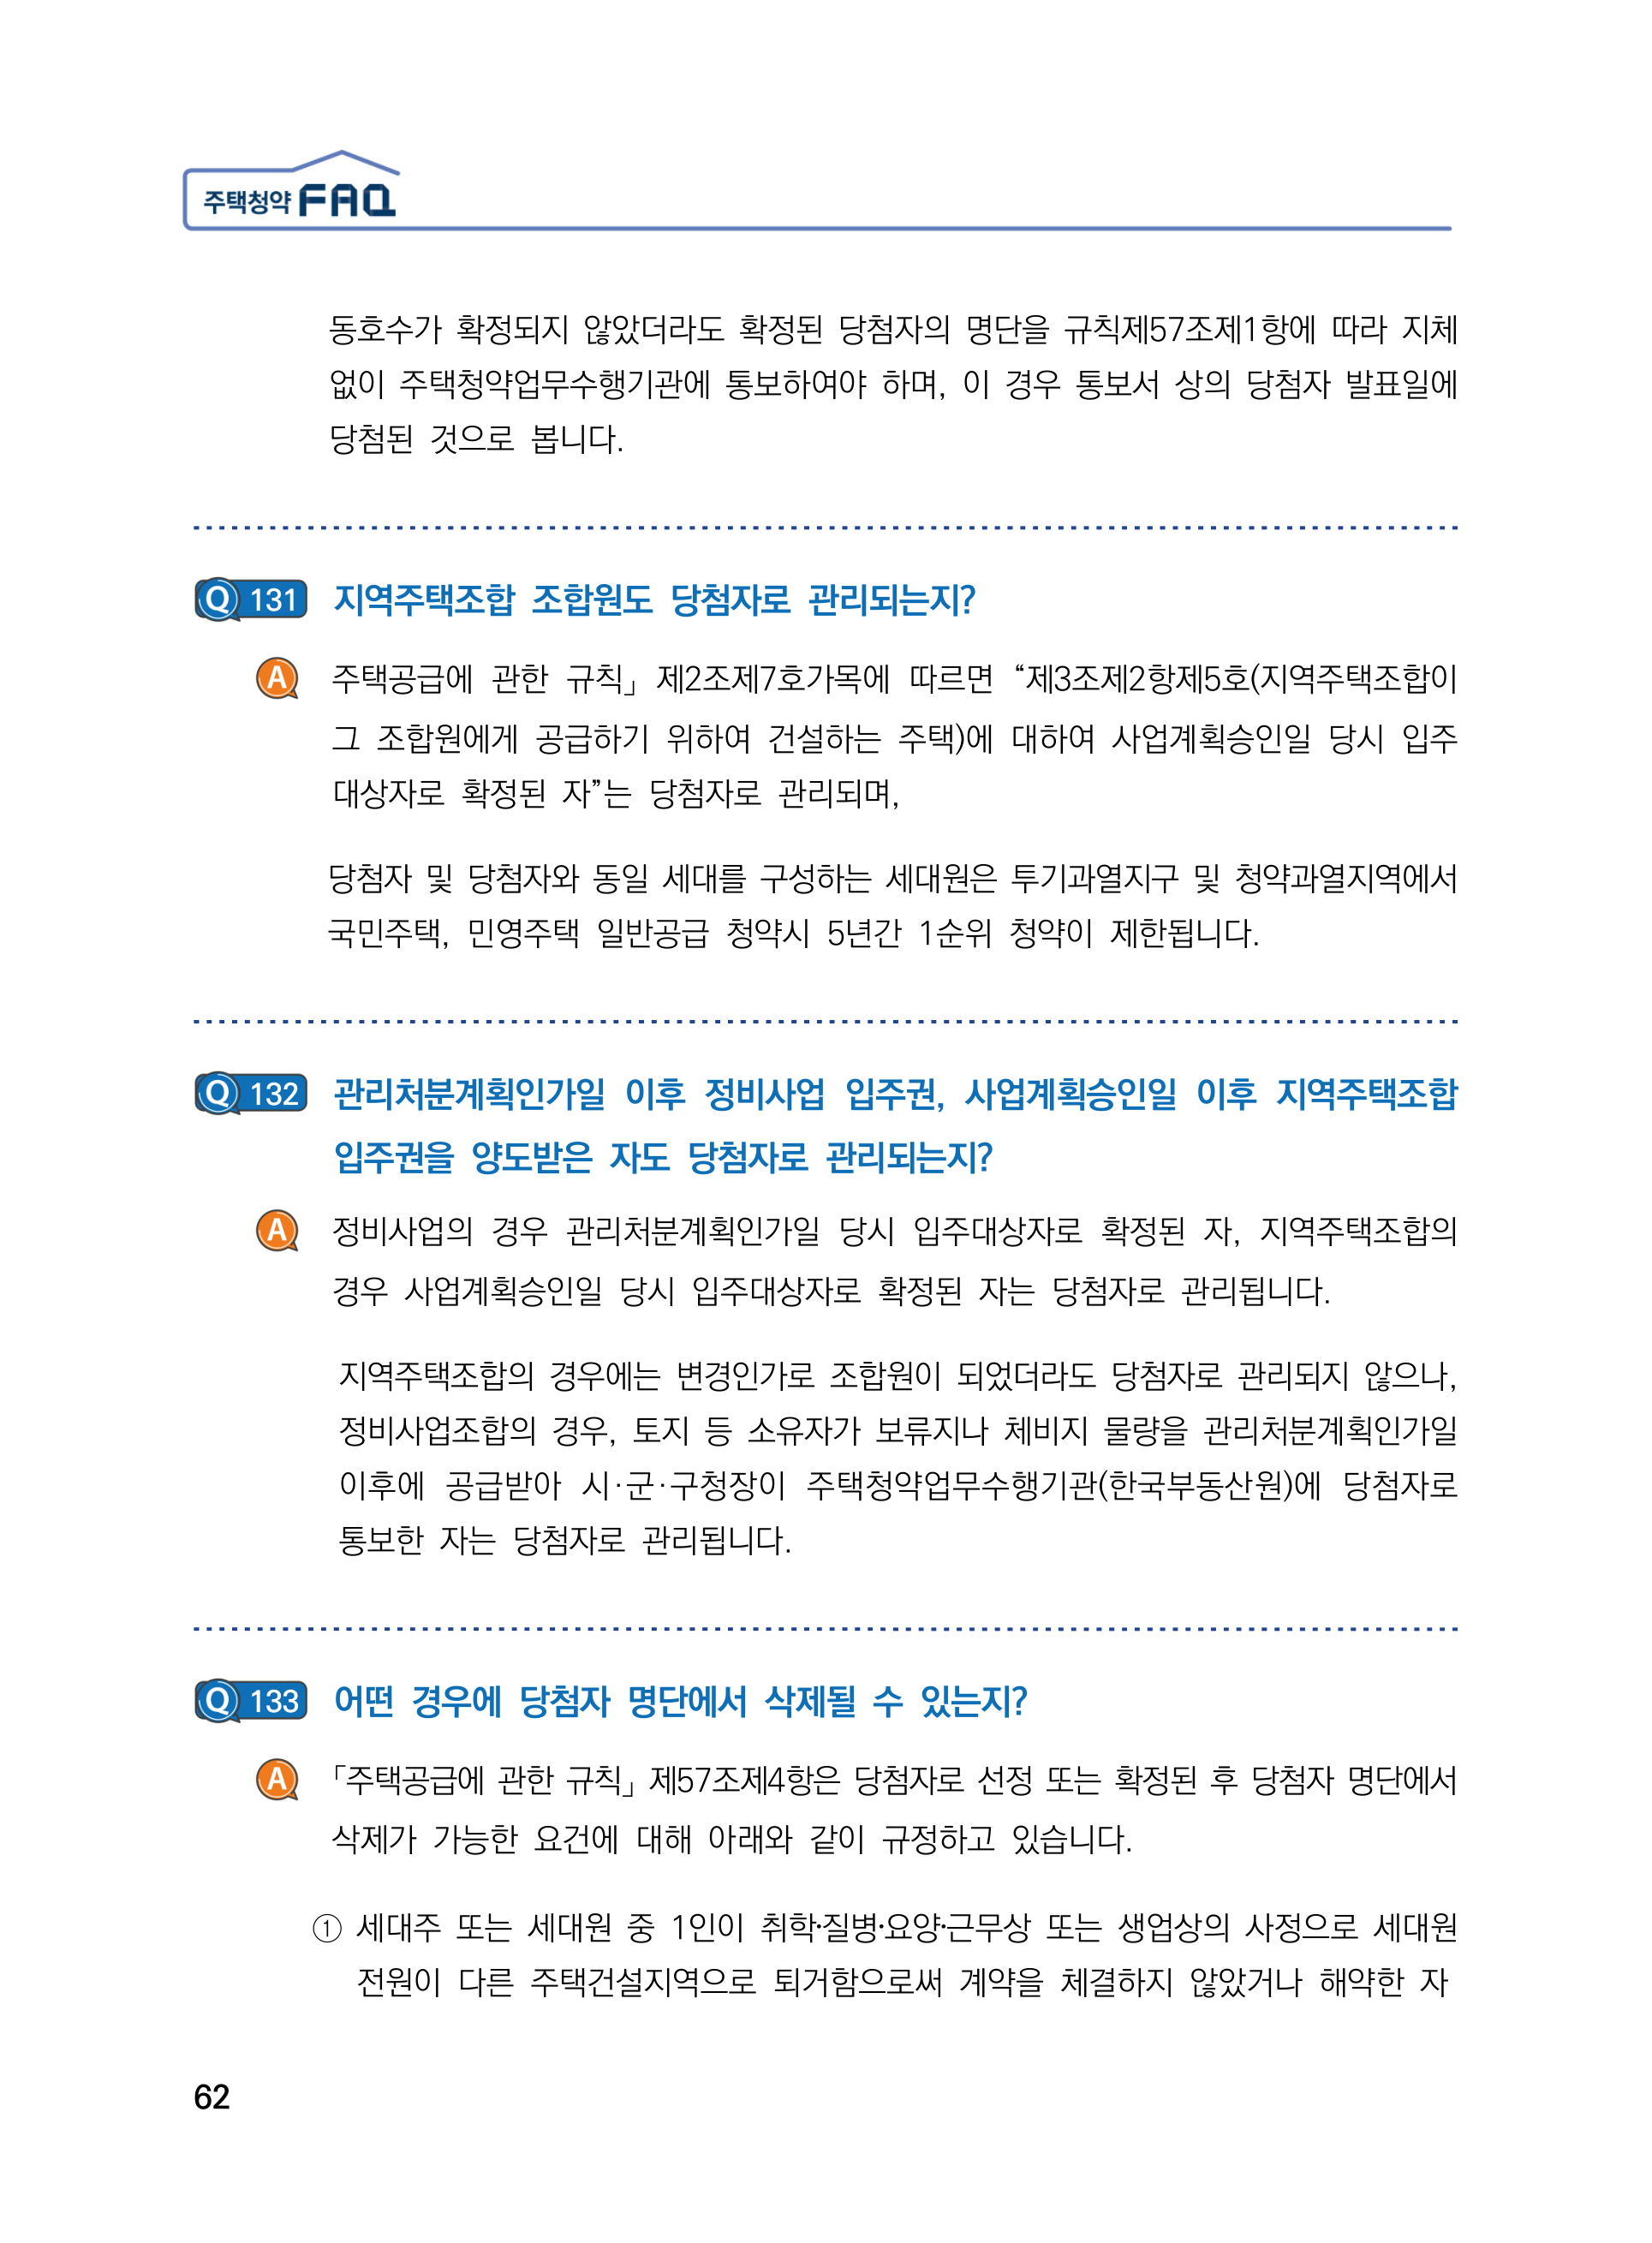 주택청약 FAQ
동호수가 확정되지 않았더라도 확정된 당첨자의 명단을 규칙제57조제1항에 따라 지체
없이 주택청약업무수행기관에 통보하여야 하며, 이 경우 통보서 상의 당첨자 발표일에
당첨된 것으로 봅니다.
Q 131 지역주택조합 조합원도 당첨자로 관리되는지?
A 주택공급에 관한 규칙」 제2조제7호가목에 따르면 “제3조제2항제5호(지역주택조합이
그 조합원에게 공급하기 위하여 건설하는 주택)에 대하여 사업계획승인일 당시 입주
대상자로 확정된 자”는 당첨자로 관리되며,
당첨자 및 당첨자와 동일 세대를 구성하는 세대원은 투기과열지구 및 청약과열지역에서
국민주택, 민영주택 일반공급 청약시 5년간 1순위 청약이 제한됩니다.
Q 132 관리처분계획인가일 이후 정비사업 입주권, 사업계획승인일 이후 지역주택조합
입주권을 양도받은 자도 당첨자로 관리되는지?
A 정비사업의 경우 관리처분계획인가일 당시 입주대상자로 확정된 자, 지역주택조합의
경우 사업계획승인일 당시 입주대상자로 확정된 자는 당첨자로 관리됩니다.
지역주택조합의 경우에는 변경인가로 조합원이 되었더라도 당첨자로 관리되지 않으나,
정비사업조합의 경우, 토지 등 소유자가 보류지나 체비지 물량을 관리처분계획인가일
이후에 공급받아 시·군·구청장이 주택청약업무수행기관(한국부동산원)에 당첨자로
통보한 자는 당첨자로 관리됩니다.
Q 133 어떤 경우에 당첨자 명단에서 삭제될 수 있는지?
A 「주택공급에 관한 규칙」 제57조제4항은 당첨자로 선정 또는 확정된 후 당첨자 명단에서
삭제가 가능한 요건에 대해 아래와 같이 규정하고 있습니다.
① 세대주 또는 세대원 중 1인이 취학·질병·요양·근무상 또는 생업상의 사정으로 세대원
전원이 다른 주택건설지역으로 퇴거함으로써 계약을 체결하지 않았거나 해약한 자
62